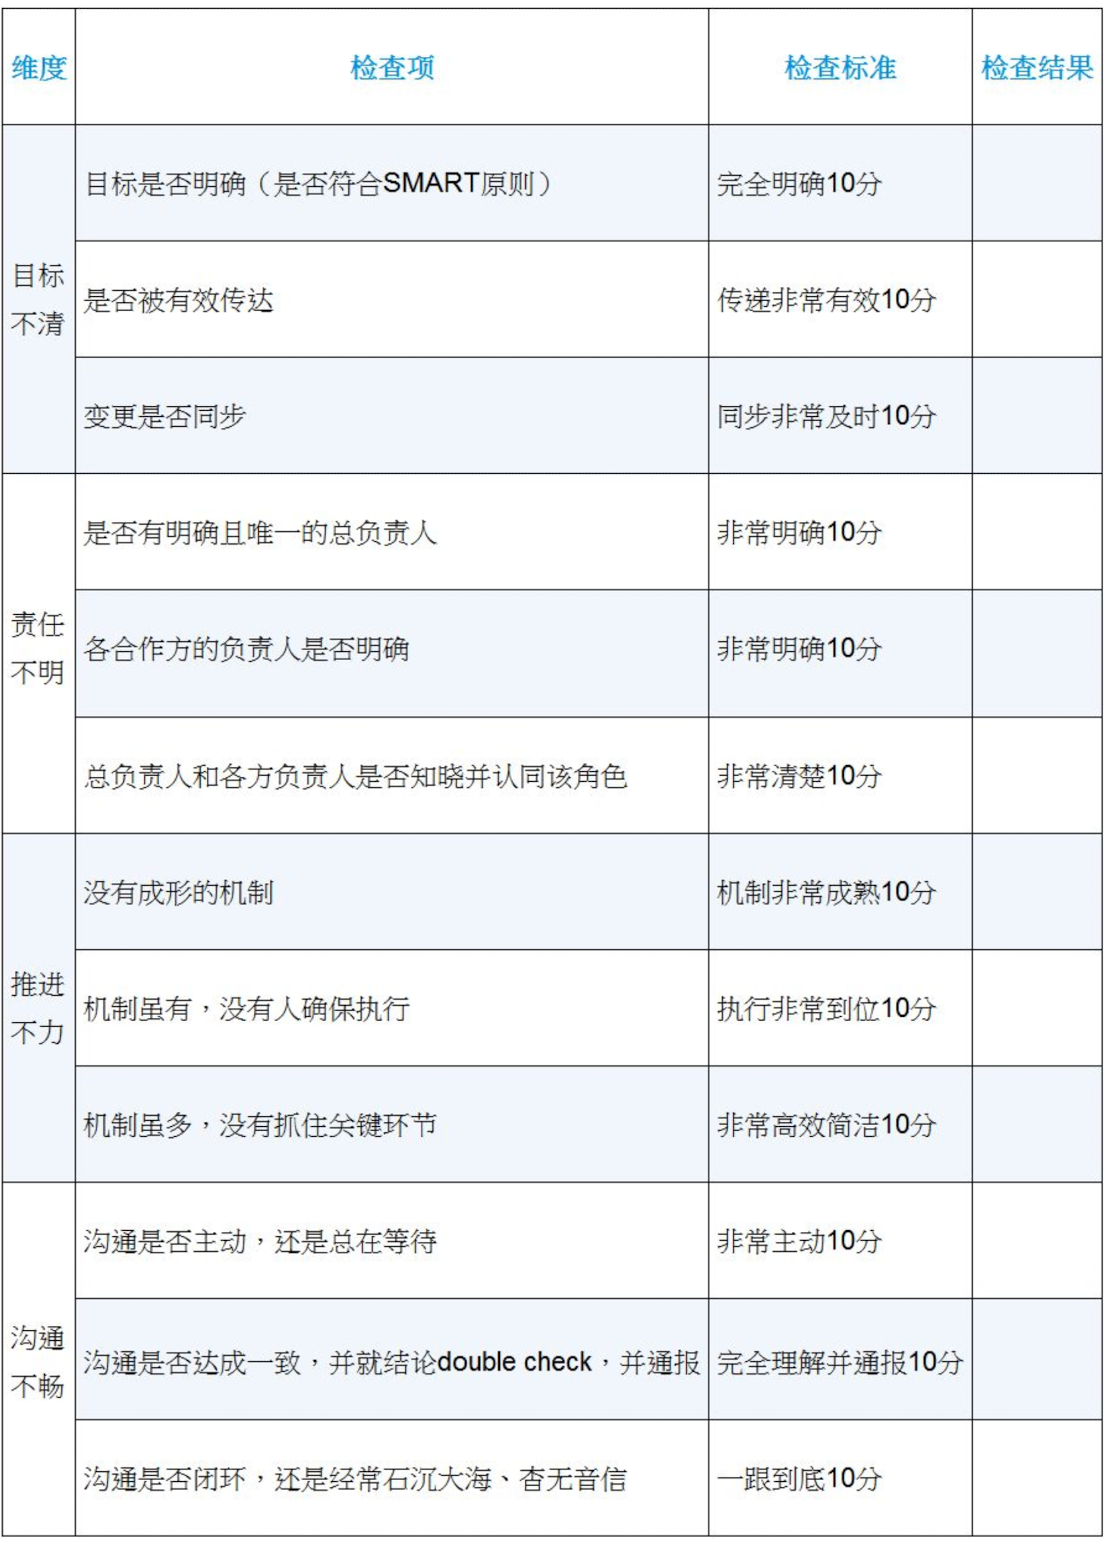 维度
检查项
检查标准
检查结果
目标
不清
目标是否明确（是否符合SMART原则）
完全明确10分
是否被有效传达
传递非常有效10分
变更是否同步
同步非常及时10分
责任
不明
是否有明确且唯一的总负责人
非常明确10分
各合作方的负责人是否明确
非常明确10分
总负责人和各方负责人是否知晓并认同该角色
非常清楚10分
推进
不力
没有成形的机制
机制非常成熟10分
机制虽有，没有人确保执行
执行非常到位10分
机制虽多，没有抓住关键环节
非常高效简洁10分
沟通
不畅
沟通是否主动，还是总在等待
非常主动10分
沟通是否达成一致，并就结论double check，并通报
完全理解并通报10分
沟通是否闭环，还是经常石沉大海、杳无音信
一跟到底10分